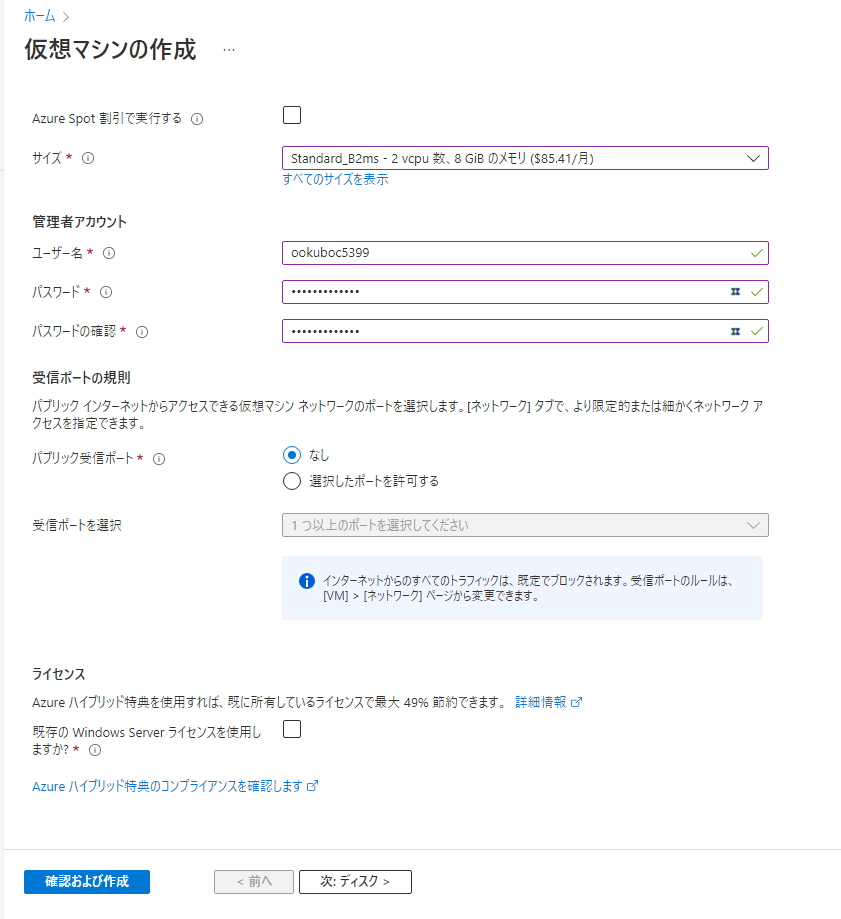 ホーム >
仮想マシンの作成 …
Azure Spot 割引で実行する
サイズ *
Standard_B2ms - 2 vcpu 数、8 GiB のメモリ ($85.41/月)
すべてのサイズを表示
管理者アカウント
ユーザー名 *
ookuboc5399
パスワード *
•••••••••••••
パスワードの確認 *
•••••••••••••
受信ポートの規則
パブリック インターネットからアクセスできる仮想マシン ネットワークのポートを選択します。[ネットワーク] タブで、より限定的または細かくネットワーク ア
クセスを指定できます。
パブリック受信ポート *
なし
選択したポートを許可する
受信ポートを選択
1 つ以上のポートを選択してください
インターネットからのすべてのトラフィックは、既定でブロックされます。受信ポートのルールは、
[VM] > [ネットワーク] ページから変更できます。
ライセンス
Azure ハイブリッド特典を使用すれば、既に所有しているライセンスで最大 49% 節約できます。 詳細情報
既存の Windows Server ライセンスを使用し
ますか? *
Azure ハイブリッド特典のコンプライアンスを確認します
確認および作成
< 前へ
次: ディスク >